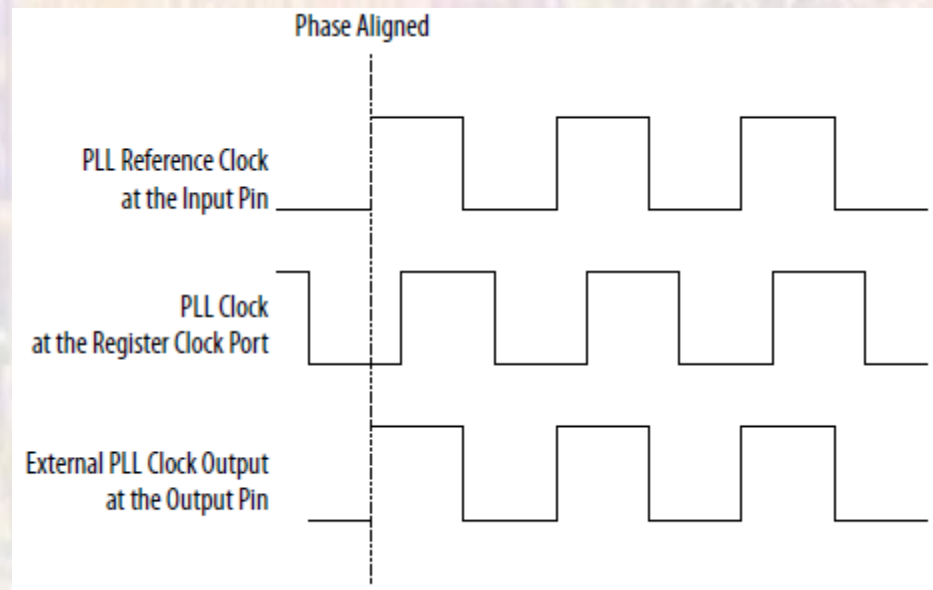 Phase Aligned
PLL Reference Clock
at the Input Pin
PLL Clock
at the Register Clock Port
External PLL Clock Output
at the Output Pin